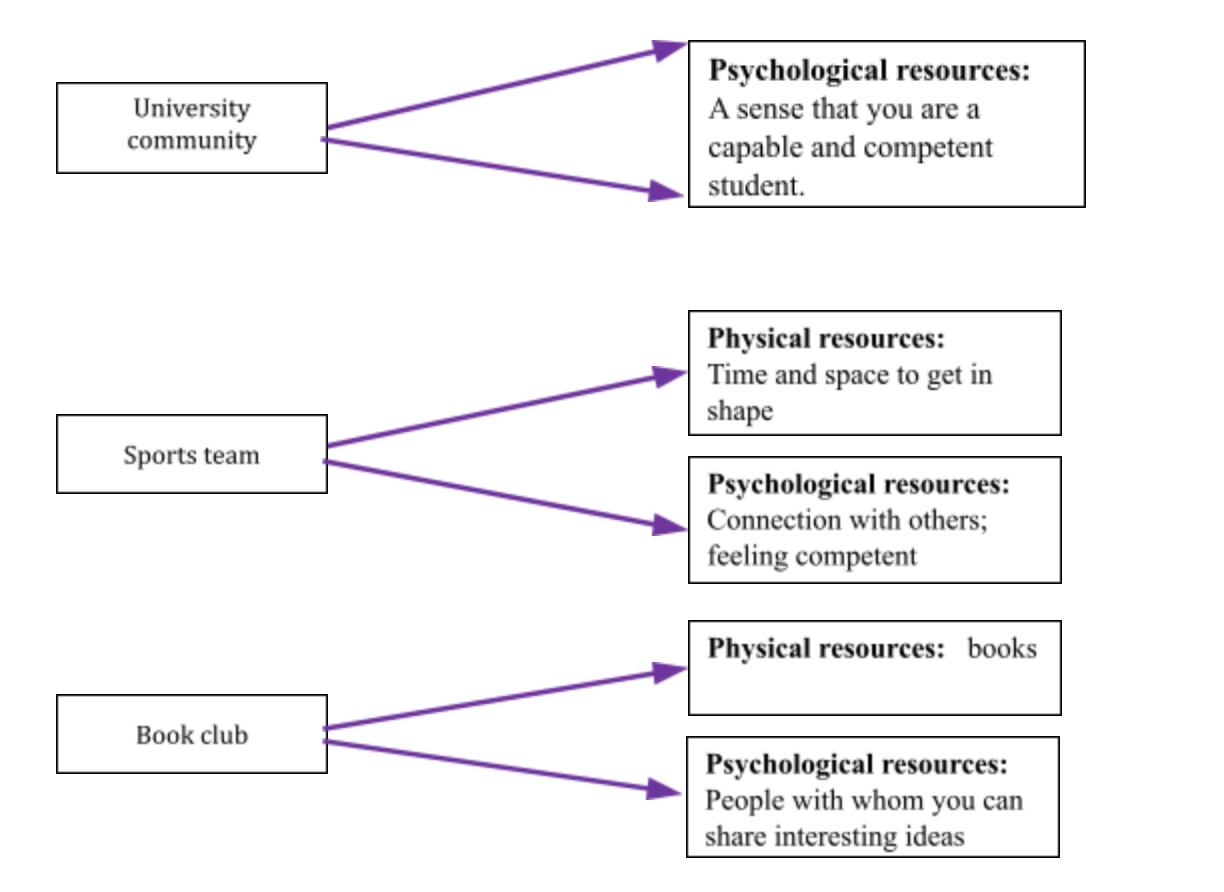 University
community
Psychological resources:
A sense that you are a
capable and competent
student.
Sports team
Physical resources:
Time and space to get in
shape
Psychological resources:
Connection with others;
feeling competent
Book club
Physical resources: books
Psychological resources:
People with whom you can
share interesting ideas